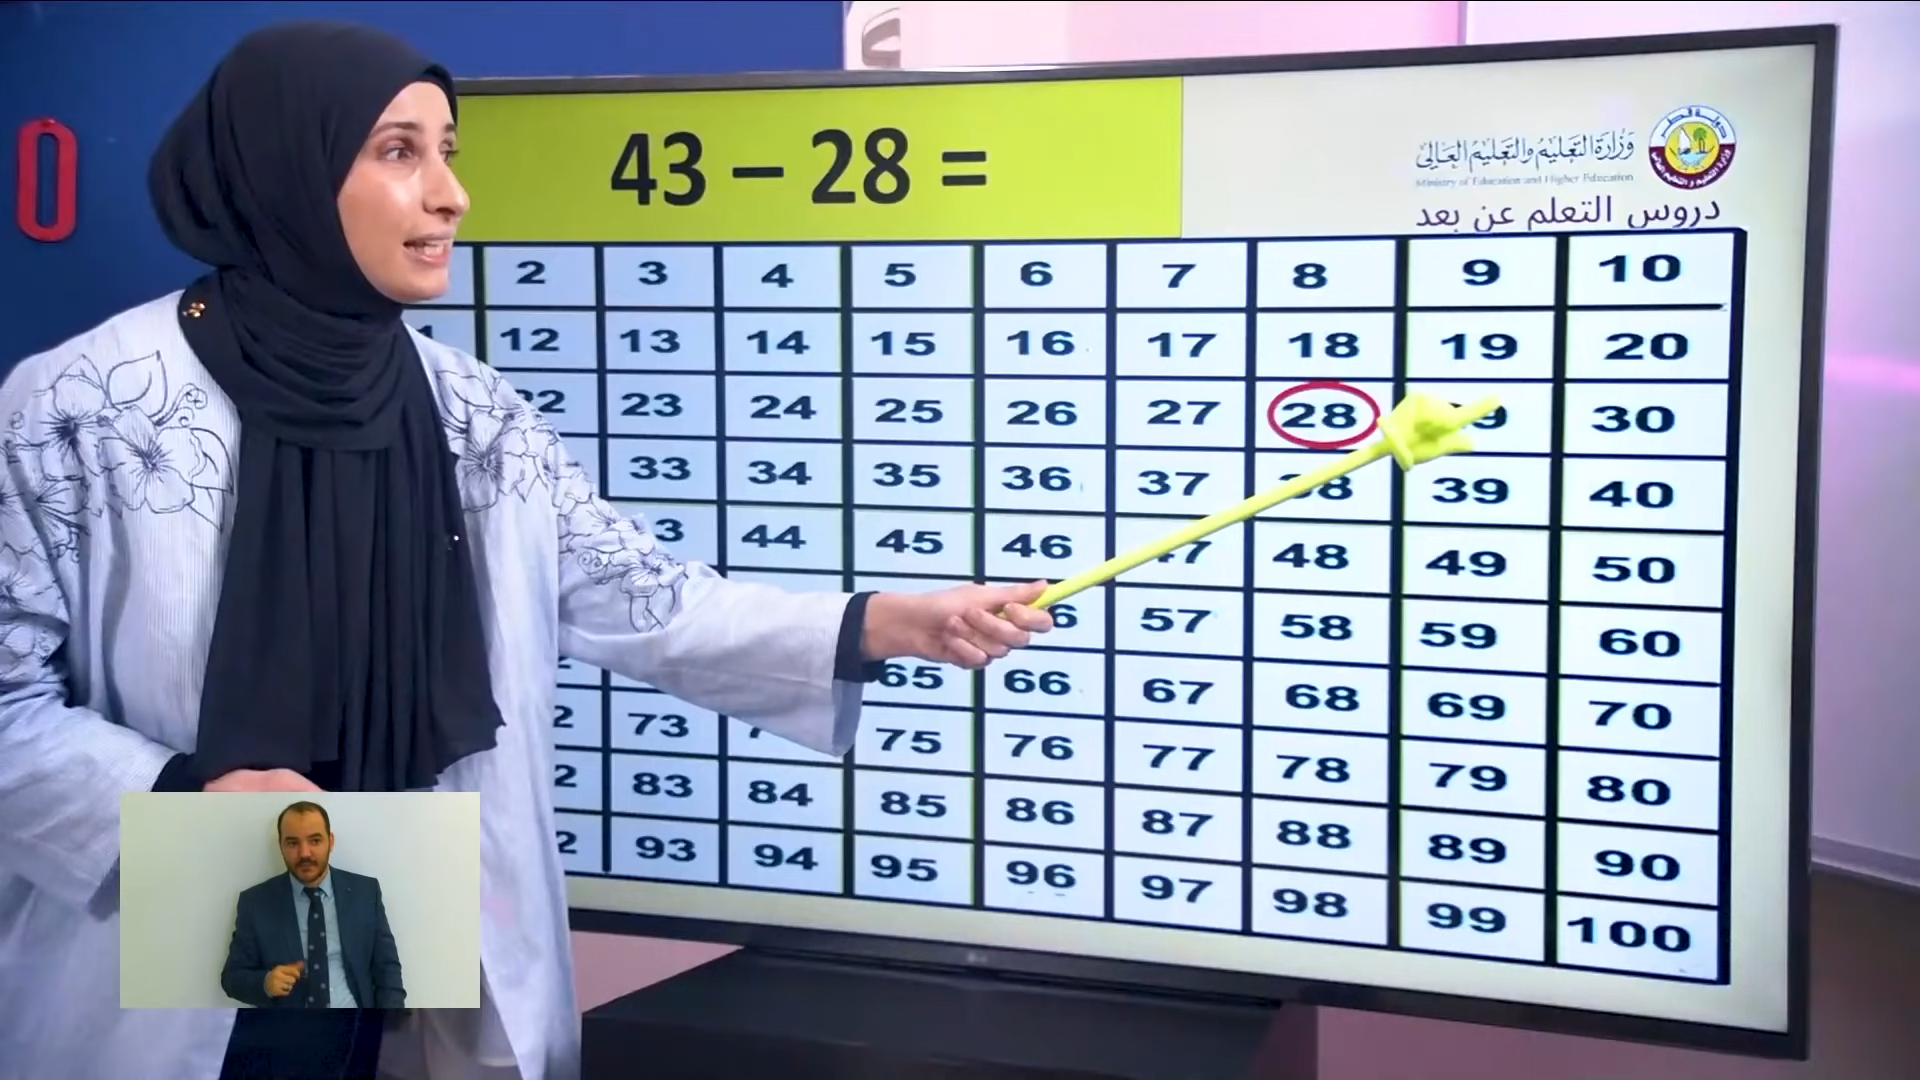 0
43 – 28 =
وزارة التعليم والتعليم العالي
Ministry of Education and Higher Education
دروس التعلم عن بعد
2 3 4 5 6 7 8 9 10
12 13 14 15 16 17 18 19 20
23 24 25 26 27 28 30
33 34 35 36 37 38 39 40
44 45 46 47 48 49 50
57 58 59 60
65 66 67 68 69 70
73 75 76 77 78 79 80
83 84 85 86 87 88 89 90
93 94 95 96 97 98 99 100